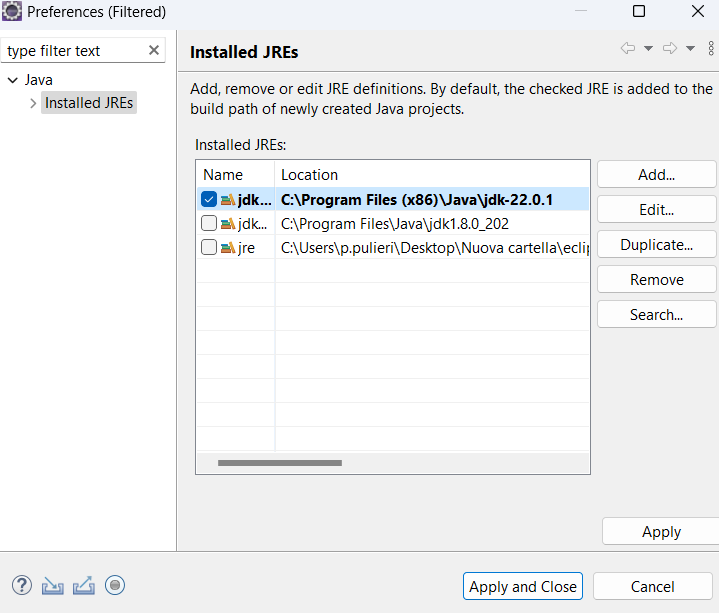 Preferences (Filtered)
type filter text
Java
Installed JREs
Installed JREs
Add, remove or edit JRE definitions. By default, the checked JRE is added to the
build path of newly created Java projects.
Installed JREs:
Name Location
jdk... C:\Program Files (x86)\Java\jdk-22.0.1
jdk... C:\Program Files\Java\jdk1.8.0_202
jre C:\Users\p.pulieri\Desktop\Nuova cartella\eclip
Add...
Edit...
Duplicate...
Remove
Search...
Apply
?
Apply and Close Cancel